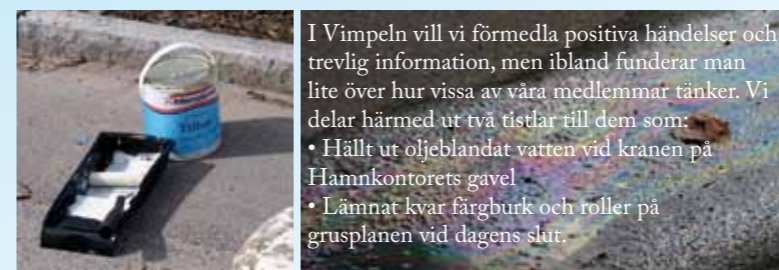 I Vimpeln vill vi förmedla positiva händelser och
trevlig information, men ibland funderar man
lite över hur vissa av våra medlemmar tänker. Vi
delar härmed ut två tistlar till dem som:
• Hällt ut oljeblandat vatten vid kranen på
Hamnkontorets gavel
• Lämnat kvar färgburk och roller på
grusplanen vid dagens slut.